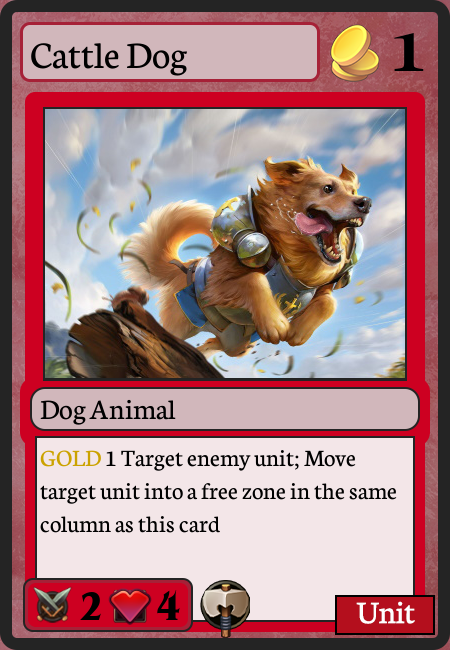 Cattle Dog
1
Dog Animal
GOLD 1 Target enemy unit; Move
target unit into a free zone in the same
column as this card
2 4
Unit